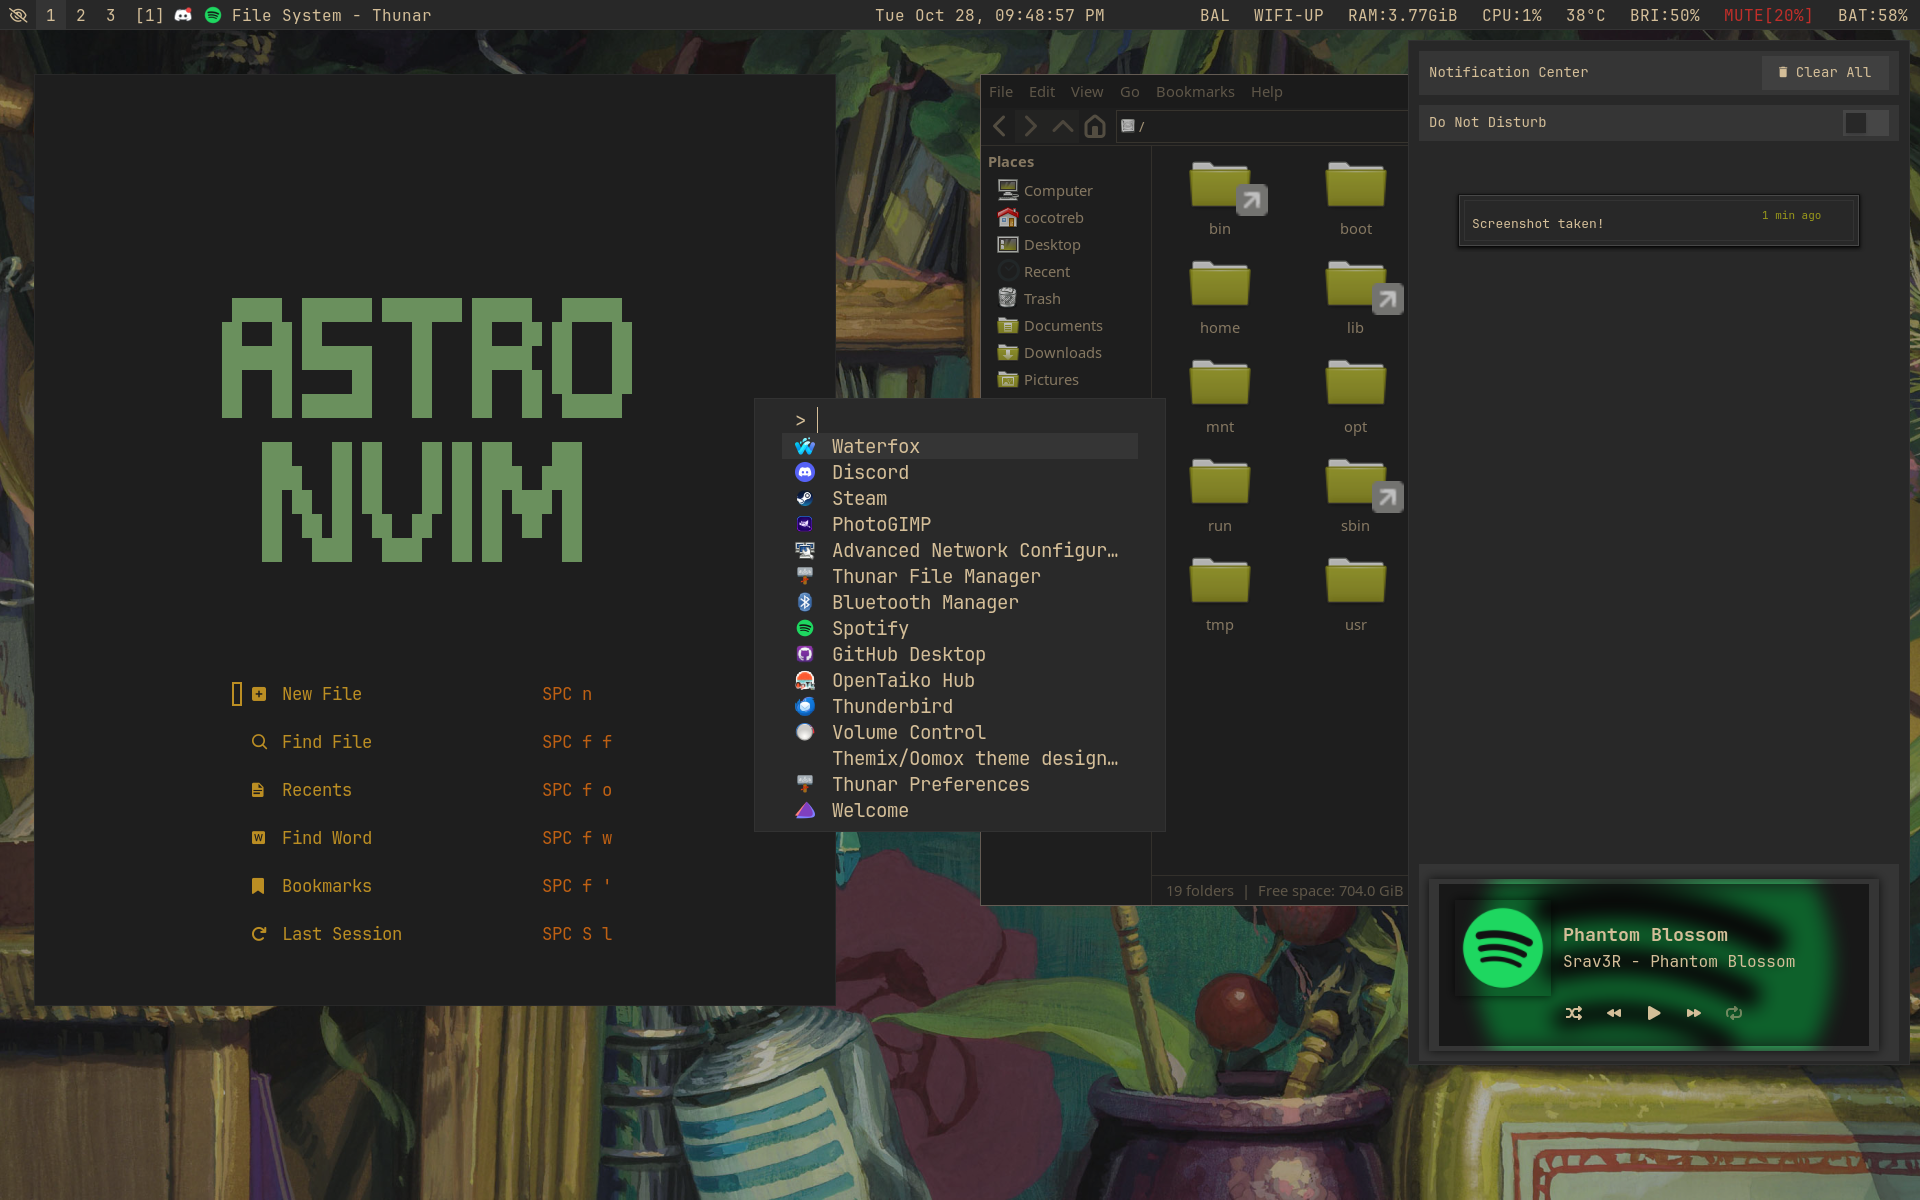 1 2 3 [1] File System - Thunar
Tue Oct 28, 09:48:57 PM
BAL WIFI-UP RAM:3.77GiB CPU:1% 38°C BRI:50% MUTE[20%] BAT:58%
ASTRO
NVIM
New File SPC n
Find File SPC f f
Recents SPC f o
Find Word SPC f w
Bookmarks SPC f '
Last Session SPC S l
File Edit View Go Bookmarks Help
/
Places
Computer
cocotreb
Desktop
Recent
Trash
Documents
Downloads
Pictures
bin boot
home lib
mnt opt
run sbin
tmp usr
19 folders | Free space: 704.0 GiB
>
Waterfox
Discord
Steam
PhotoGIMP
Advanced Network Configur…
Thunar File Manager
Bluetooth Manager
Spotify
GitHub Desktop
OpenTaiko Hub
Thunderbird
Volume Control
Themix/Oomox theme design…
Thunar Preferences
Welcome
Notification Center Clear All
Do Not Disturb
Screenshot taken! 1 min ago
Phantom Blossom
Srav3R - Phantom Blossom